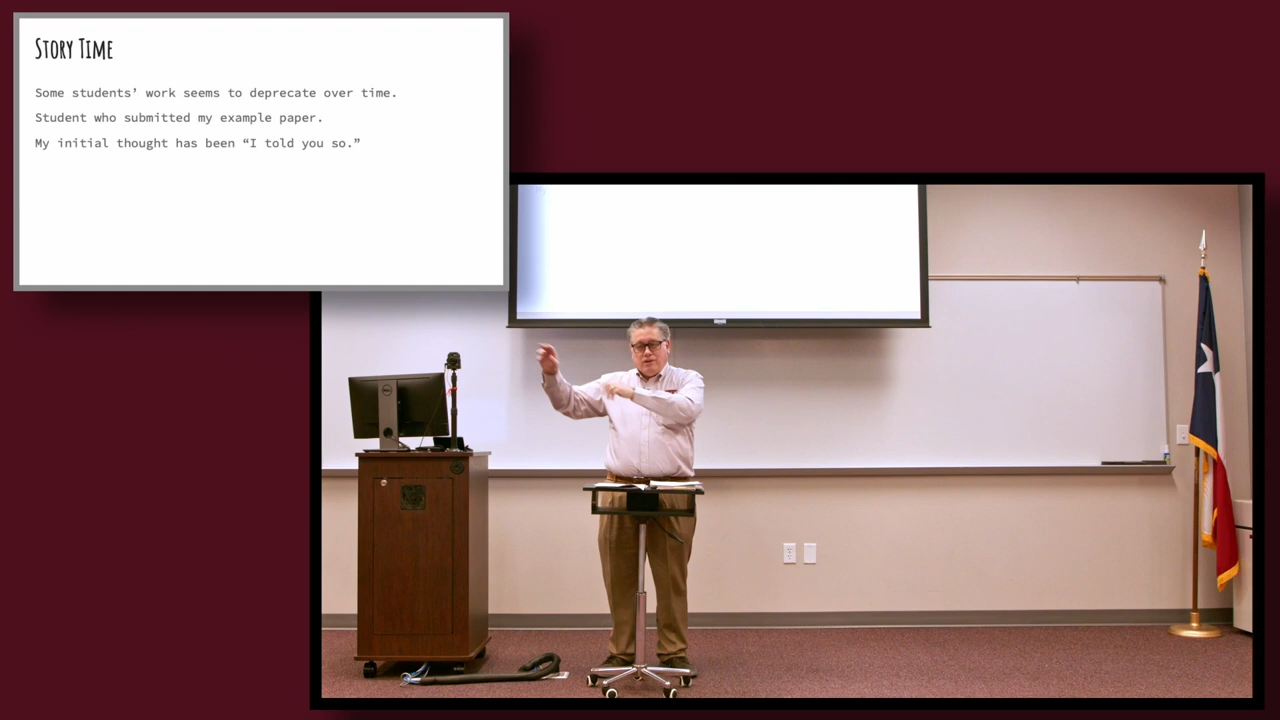 Story Time
Some students’ work seems to deprecate over time.
Student who submitted my example paper.
My initial thought has been “I told you so.”